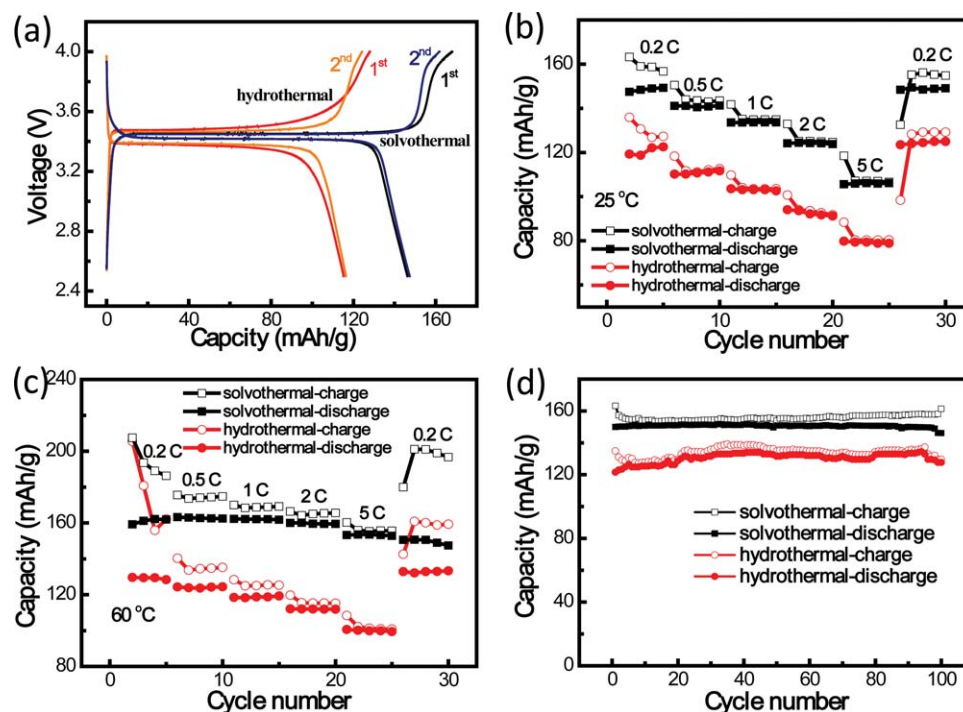 (a)
4.0
3.6
3.2
2.8
2.4
Voltage (V)
2nd
1st
hydrothermal
2nd
1st
solvothermal
0
40
80
120
160
Capcity (mAh/g)
(b)
160
120
80
Capacity (mAh/g)
0.2 C
0.5 C
1 C
2 C
5 C
0.2 C
25 °C
solvothermal-charge
solvothermal-discharge
hydrothermal-charge
hydrothermal-discharge
0
10
20
30
Cycle number
(c)
240
200
160
120
80
Capacity (mAh/g)
solvothermal-charge
solvothermal-discharge
hydrothermal-charge
hydrothermal-discharge
0.2 C
0.5 C
1 C
2 C
5 C
0.2 C
60 °C
0
10
20
30
Cycle number
(d)
160
120
80
40
0
Capacity (mAh/g)
solvothermal-charge
solvothermal-discharge
hydrothermal-charge
hydrothermal-discharge
0
20
40
60
80
100
Cycle number